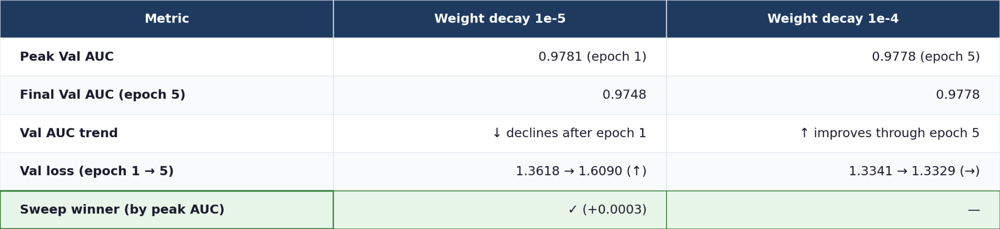 Metric Weight decay 1e-5 Weight decay 1e-4
Peak Val AUC 0.9781 (epoch 1) 0.9778 (epoch 5)
Final Val AUC (epoch 5) 0.9748 0.9778
Val AUC trend ↓ declines after epoch 1 ↑ improves through epoch 5
Val loss (epoch 1 → 5) 1.3618 → 1.6090 (↑) 1.3341 → 1.3329 (→)
Sweep winner (by peak AUC) ✓ (+0.0003) —